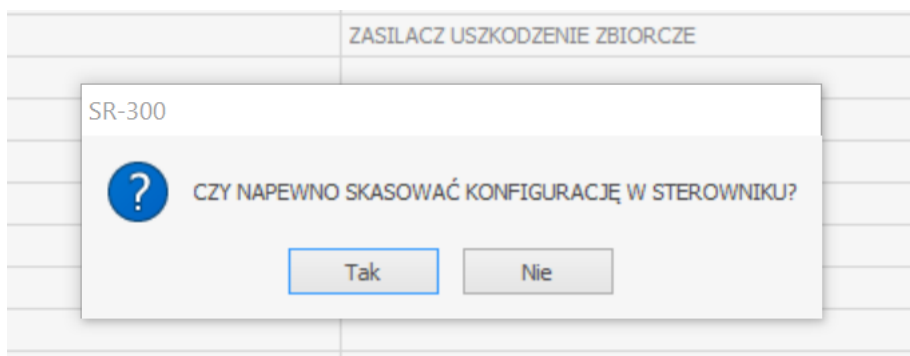 ZASILACZ USZKODZENIE ZBIORCZE
SR-300
CZY NAPEWNO SKASOWAĆ KONFIGURACJĘ W STEROWNIKU?
Tak
Nie